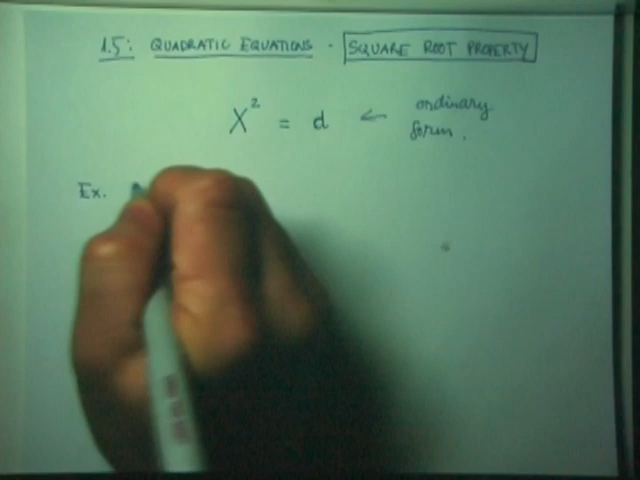 1.5: QUADRATIC EQUATIONS · SQUARE ROOT PROPERTY
X² = d ← ordinary
form.
Ex.